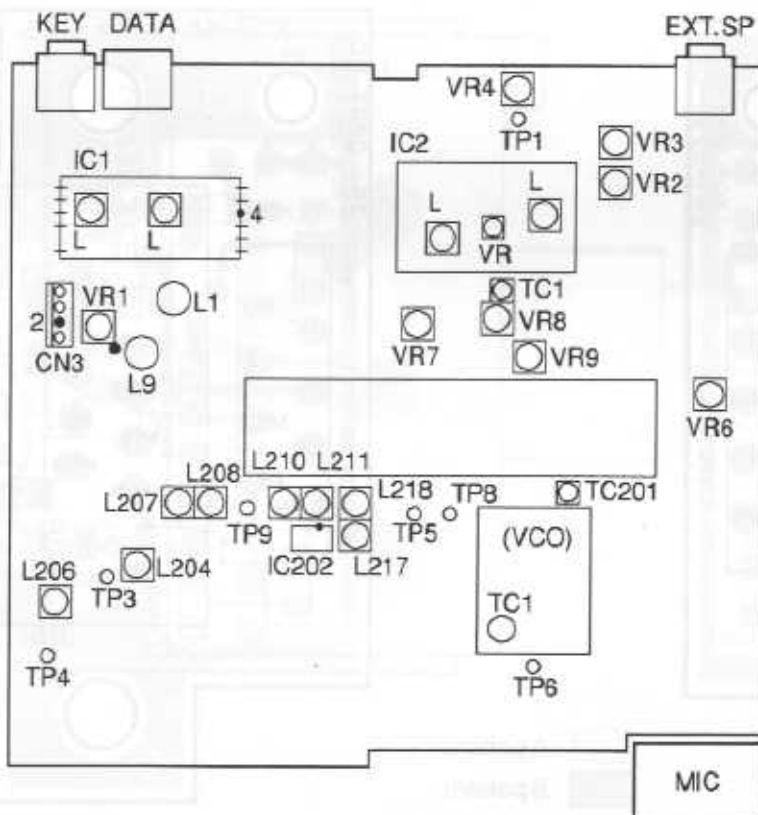 KEY DATA EXT.SP
VR4
TP1
IC1
IC2
VR3
VR2
L L 4
L L
VR
TC1
L1
VR1
2
VR8
CN3
VR7
L9
VR9
VR6
L208 L210 L211
L207
L218 TP8 TC201
TP9 TP5
IC202 L217
(VCO)
L206
TP3 L204
TC1
TP4
TP6
MIC